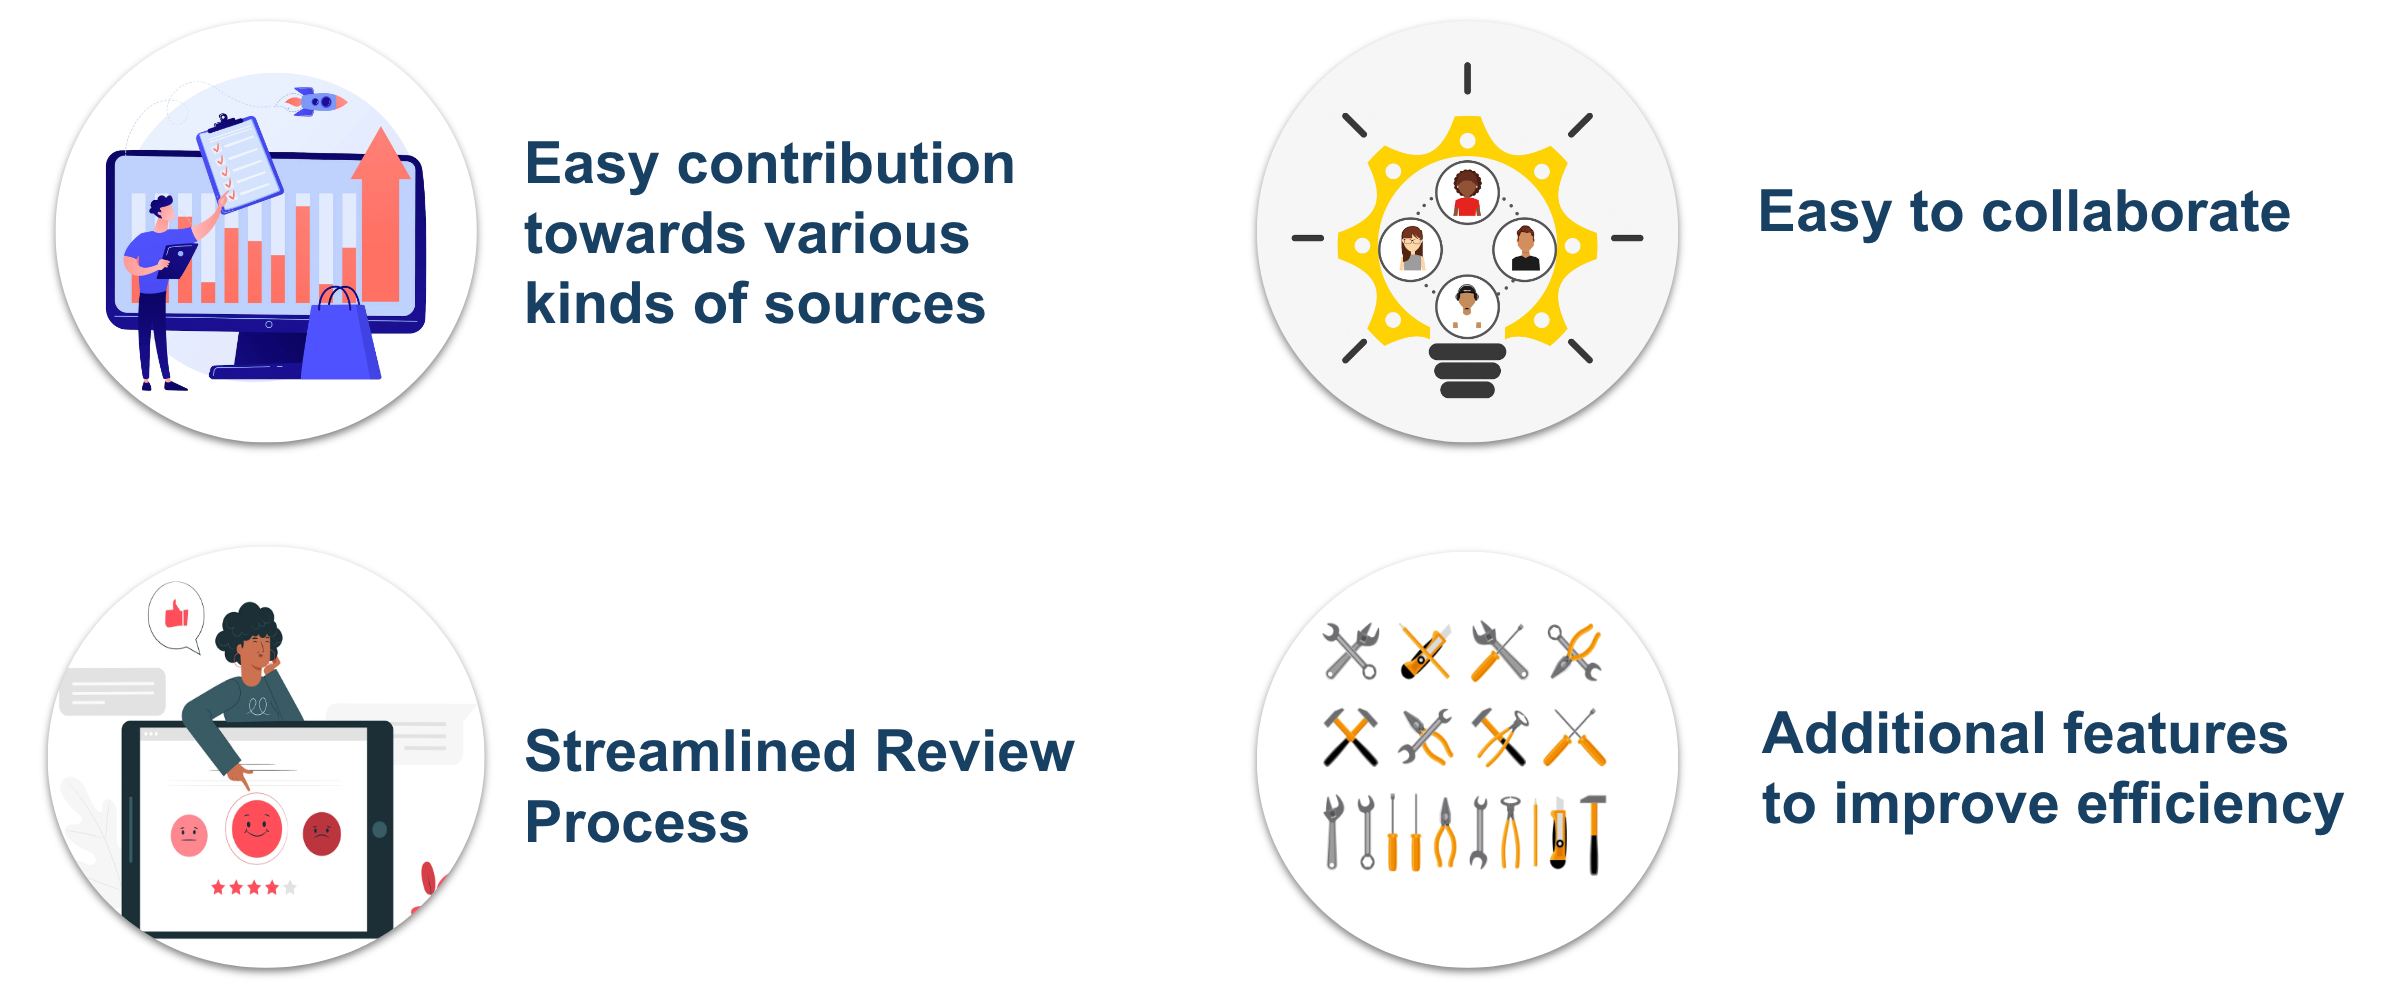 Easy contribution
towards various
kinds of sources
Easy to collaborate
Streamlined Review
Process
Additional features
to improve efficiency